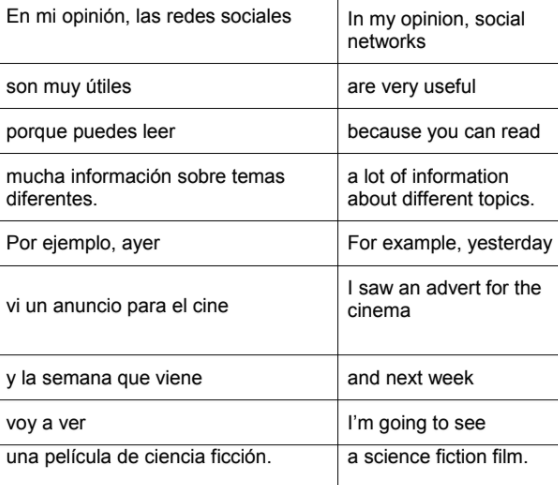 En mi opinión, las redes sociales
In my opinion, social
networks
son muy útiles
are very useful
porque puedes leer
because you can read
mucha información sobre temas
diferentes.
a lot of information
about different topics.
Por ejemplo, ayer
For example, yesterday
vi un anuncio para el cine
I saw an advert for the
cinema
y la semana que viene
and next week
voy a ver
I'm going to see
una película de ciencia ficción.
a science fiction film.